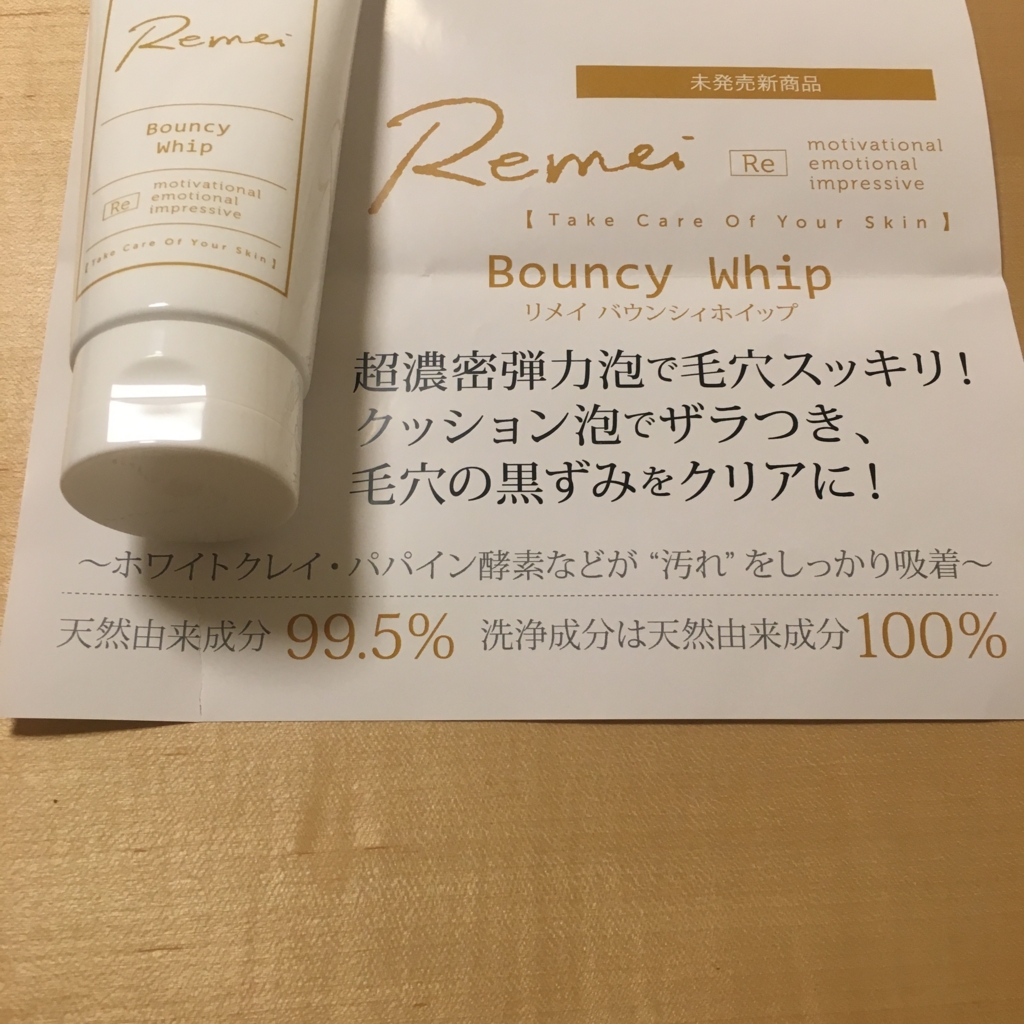 Remei
Bouncy
Whip
Re
motivational
emotional
impressive
【Take Care Of Your Skin】
未発売新商品
Remei
Re
motivational
emotional
impressive
【Take Care Of Your Skin】
Bouncy Whip
リメイ バウンシィホイップ
超濃密弾力泡で毛穴スッキリ!
クッション泡でザラつき、
毛穴の黒ずみをクリアに!
～ホワイトクレイ・パパイン酵素などが “汚れ” をしっかり吸着～
天然由来成分 99.5% 洗浄成分は天然由来成分100%